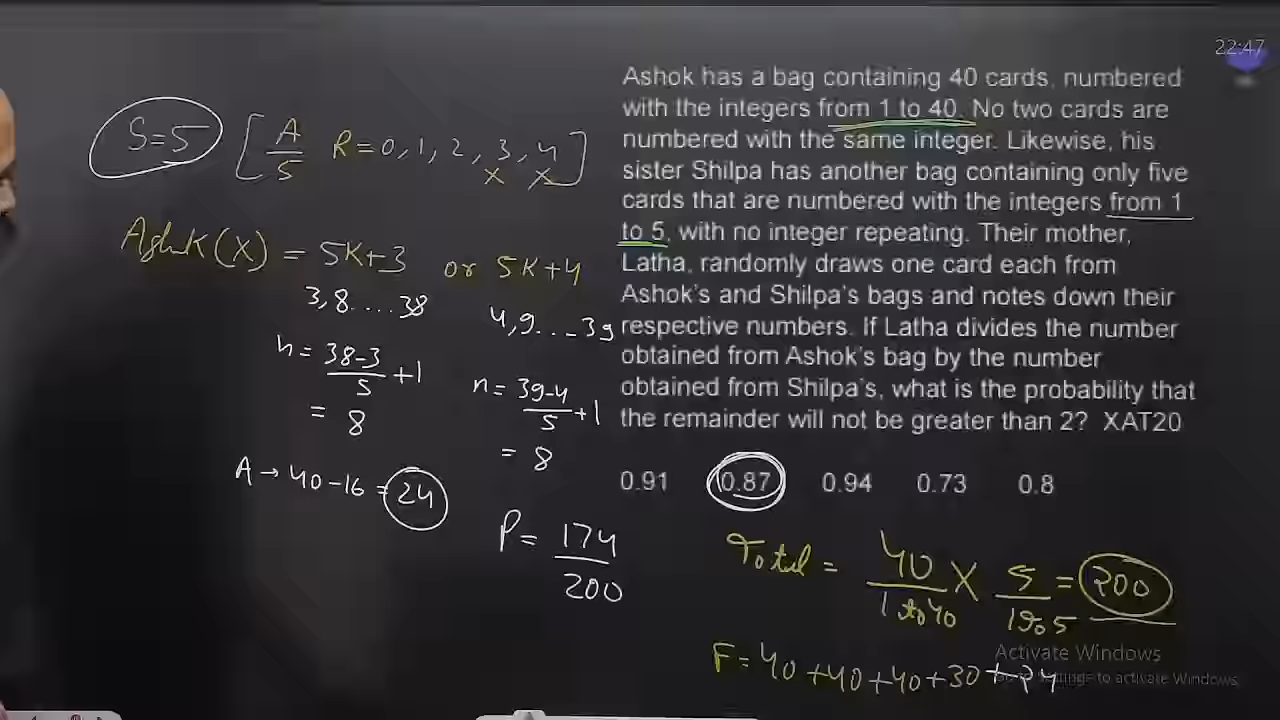 22:47
Ashok has a bag containing 40 cards, numbered
with the integers from 1 to 40. No two cards are
numbered with the same integer. Likewise, his
sister Shilpa has another bag containing only five
cards that are numbered with the integers from 1
to 5, with no integer repeating. Their mother,
Latha, randomly draws one card each from
Ashok's and Shilpa's bags and notes down their
respective numbers. If Latha divides the number
obtained from Ashok's bag by the number
obtained from Shilpa's, what is the probability that
the remainder will not be greater than 2? XAT20
0.91 0.87 0.94 0.73 0.8
S=5 [A/5 R=0,1,2,3,4]
x x
Ashok(X) = 5K+3 or 5K+4
3,8....38
4,9...39
n = 38-3/5 +1
= 8
n = 39-4/5 +1
= 8
A → 40-16 = 24
P = 174/200
Total = 40/1 to 40 X 5/1 to 5 = 200
F = 40+40+40+30+24
Activate Windows
to activate Windows.